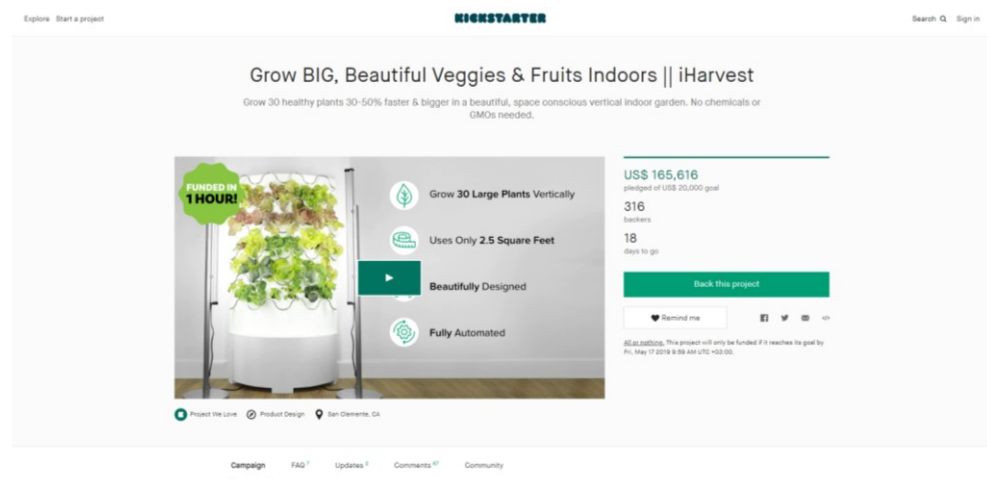 Explore Start a project
KICKSTARTER
Search Sign in
Grow BIG, Beautiful Veggies & Fruits Indoors || iHarvest
Grow 30 healthy plants 30-50% faster & bigger in a beautiful, space conscious vertical indoor garden. No chemicals or
GMOs needed.
FUNDED IN
1 HOUR!
Grow 30 Large Plants Vertically
Uses Only 2.5 Square Feet
Beautifully Designed
Fully Automated
US$ 165,616
pledged of US$ 20,000 goal
316
backers
18
days to go
Back this project
Remind me
All or nothing. This project will only be funded if it reaches its goal by
Fri, May 17 2019 9:59 AM UTC +03:00.
Project We Love Product Design San Clemente, CA
Campaign FAQ 7 Updates Comments Community